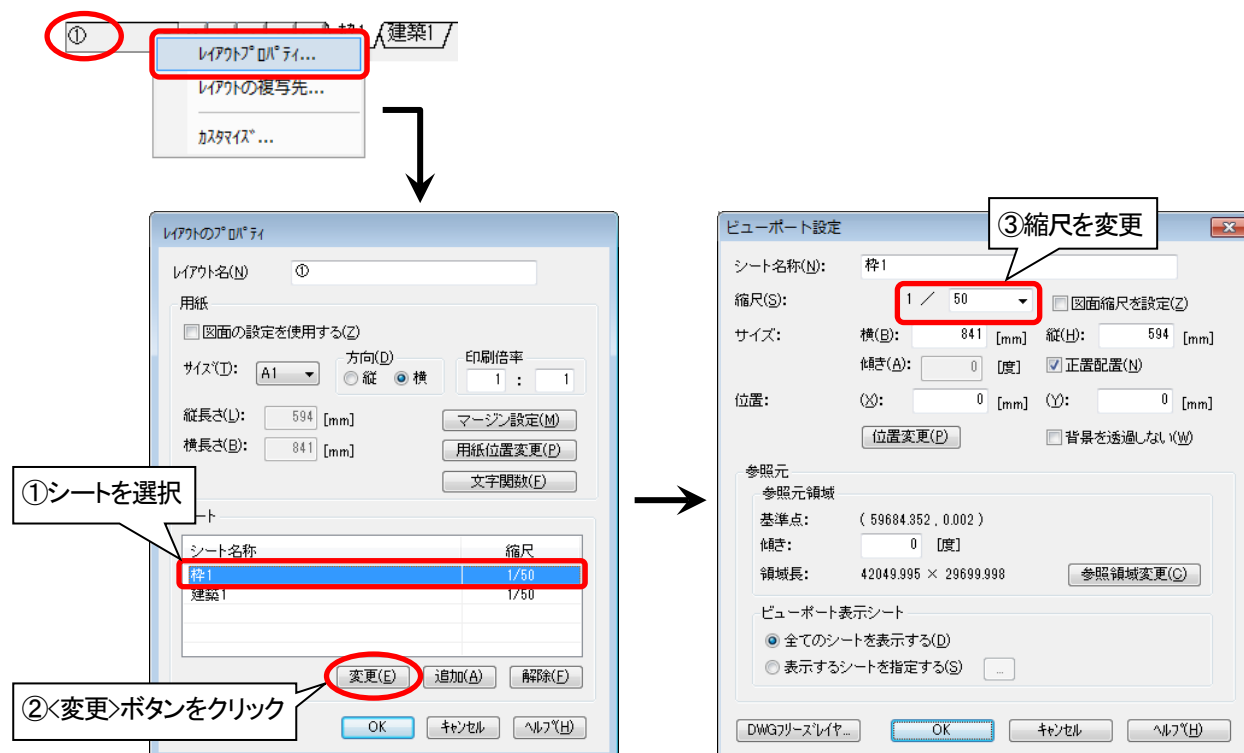 ① 枠1 建築1
レイアウトプロパティ...
レイアウトの複写先...
カスタマイズ...
レイアウトのプロパティ
レイアウト名(N) ①
用紙
図面の設定を使用する(Z)
サイズ(T): A1 方向(D) 縦 横 印刷倍率 1 : 1
縦長さ(L): 594 [mm] マージン設定(M)
横長さ(B): 841 [mm] 用紙位置変更(P)
文字関数(F)
①シートを選択
ート
シート名称 縮尺
枠1 1/50
建築1 1/50
変更(E) 追加(A) 解除(F)
②<変更>ボタンをクリック
OK キャンセル ヘルプ(H)
ビューポート設定
③縮尺を変更
シート名称(N): 枠1
縮尺(S): 1 / 50 図面縮尺を設定(Z)
サイズ: 横(B): 841 [mm] 縦(H): 594 [mm]
傾き(A): 0 [度] 正置配置(N)
位置: (X): 0 [mm] (Y): 0 [mm]
位置変更(P) 背景を透過しない(W)
参照元
参照元領域
基準点: ( 59684.352 , 0.002 )
傾き: 0 [度]
領域長: 42049.995 × 29699.998 参照領域変更(C)
ビューポート表示シート
全てのシートを表示する(D)
表示するシートを指定する(S) ...
DWGフリーズレイヤ... OK キャンセル ヘルプ(H)